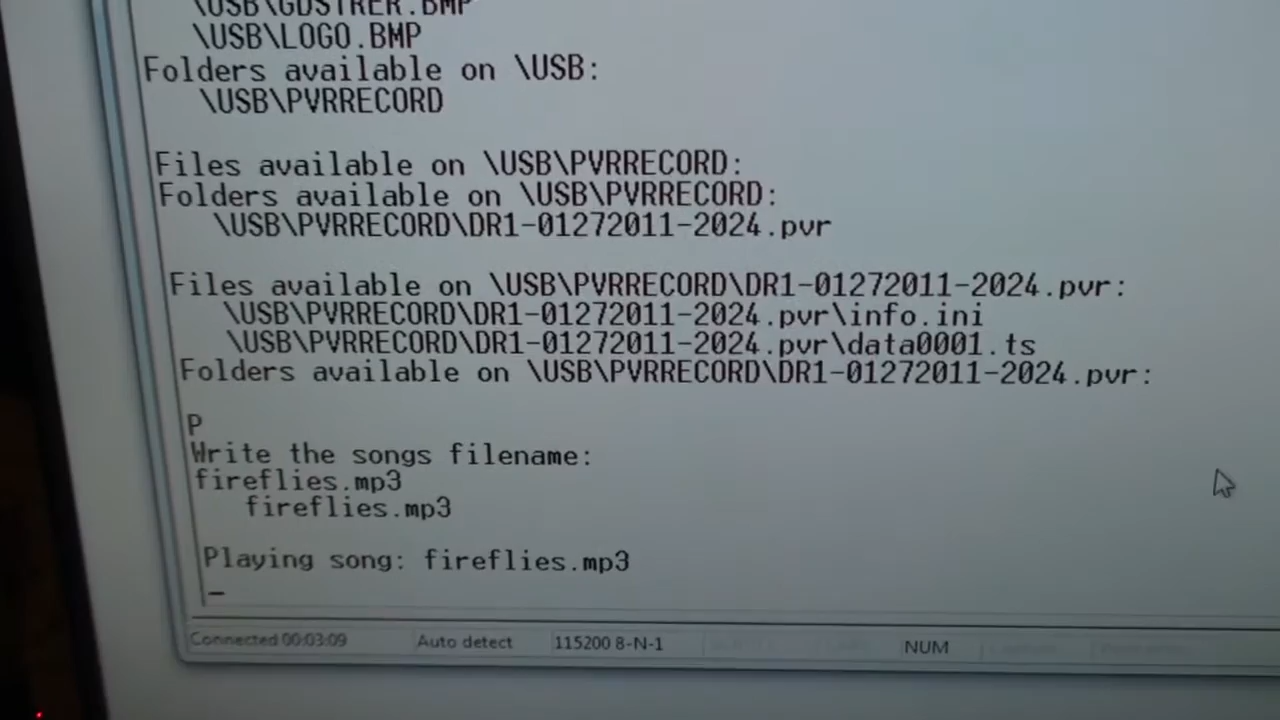 \USB\GDSTRER.BMP
\USB\LOGO.BMP
Folders available on \USB:
\USB\PVRRECORD
Files available on \USB\PVRRECORD:
Folders available on \USB\PVRRECORD:
\USB\PVRRECORD\DR1-01272011-2024.pvr
Files available on \USB\PVRRECORD\DR1-01272011-2024.pvr:
\USB\PVRRECORD\DR1-01272011-2024.pvr\info.ini
\USB\PVRRECORD\DR1-01272011-2024.pvr\data0001.ts
Folders available on \USB\PVRRECORD\DR1-01272011-2024.pvr:
P
Write the songs filename:
fireflies.mp3
fireflies.mp3
Playing song: fireflies.mp3
_
Connected 00:03:09 Auto detect 115200 8-N-1 NUM